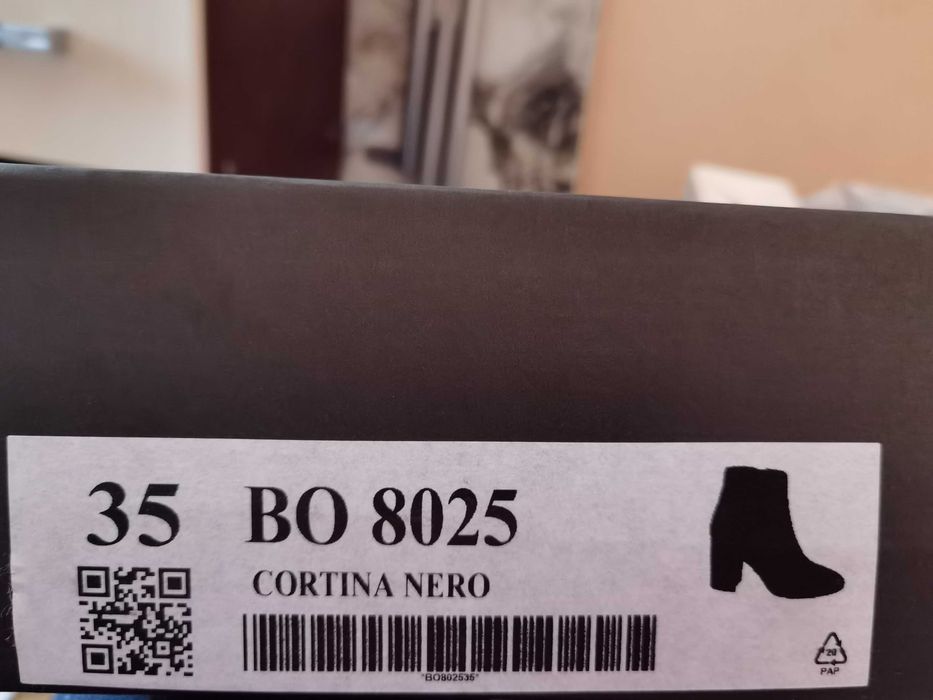 35 BO 8025
CORTINA NERO
*BO802535*
20
PAP